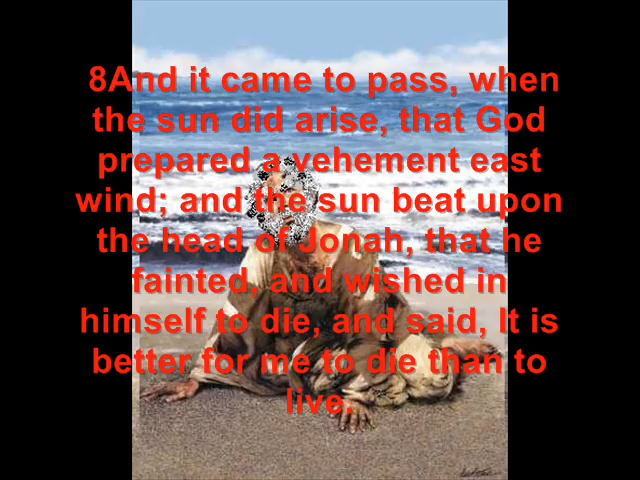 8And it came to pass, when
the sun did arise, that God
prepared a vehement east
wind; and the sun beat upon
the head of Jonah, that he
fainted, and wished in
himself to die, and said, It is
better for me to die than to
live.